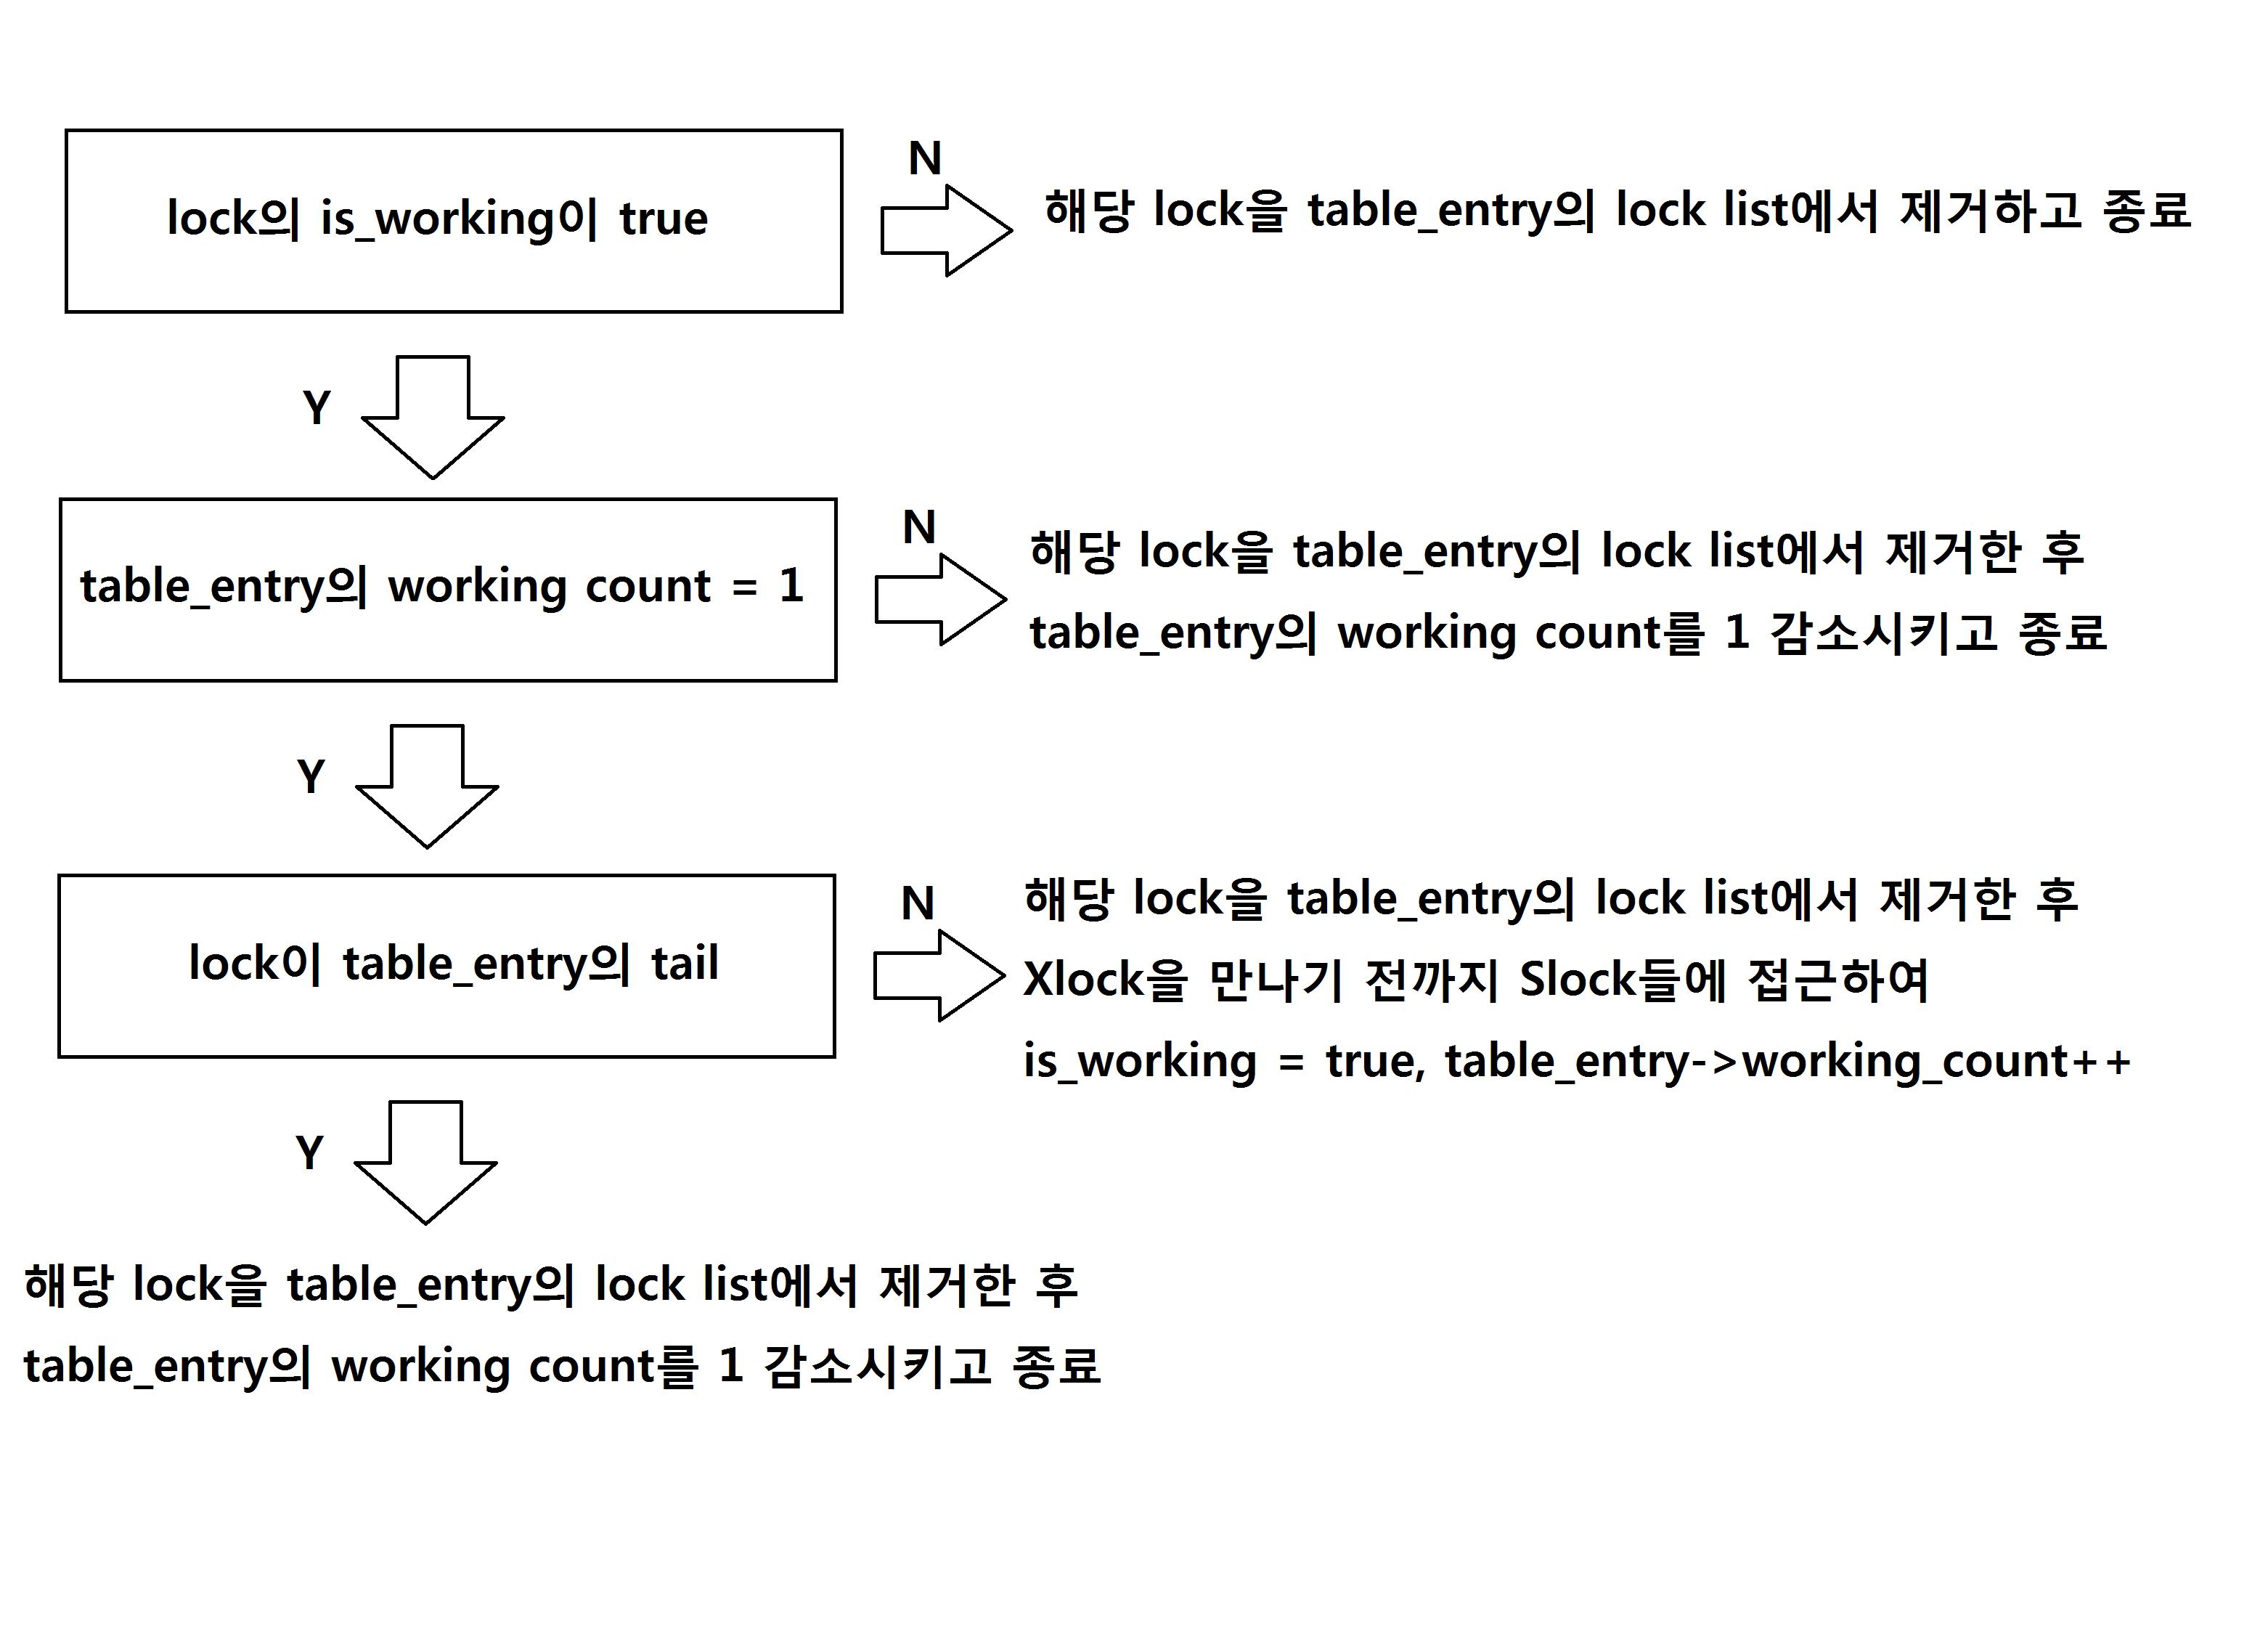 lock의 is_working이 true
N
해당 lock을 table_entry의 lock list에서 제거하고 종료
Y
table_entry의 working count = 1
N
해당 lock을 table_entry의 lock list에서 제거한 후
table_entry의 working count를 1 감소시키고 종료
Y
lock이 table_entry의 tail
N
해당 lock을 table_entry의 lock list에서 제거한 후
Xlock을 만나기 전까지 Slock들에 접근하여
is_working = true, table_entry->working_count++
Y
해당 lock을 table_entry의 lock list에서 제거한 후
table_entry의 working count를 1 감소시키고 종료